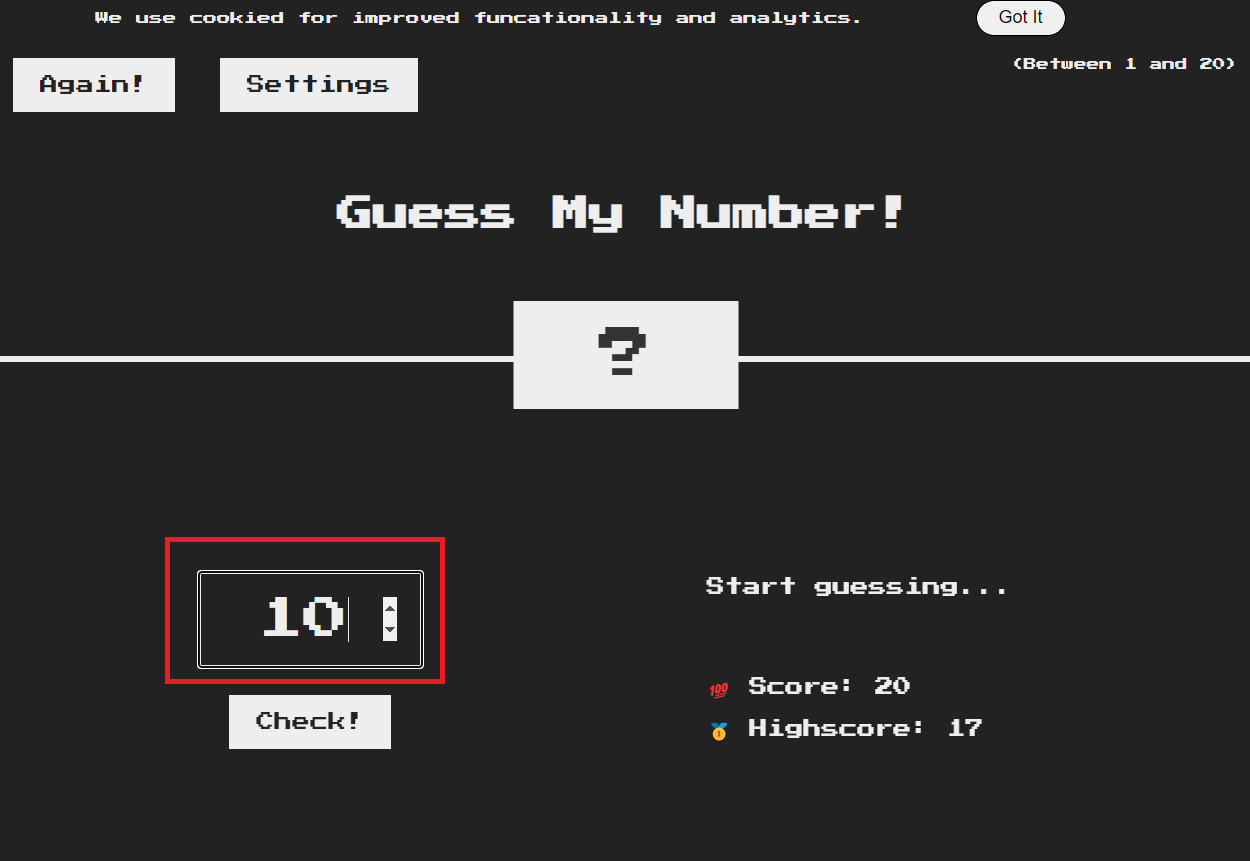 We use cookied for improved funcationality and analytics.
Got It
Again!
Settings
(Between 1 and 20)
Guess My Number!
?
10
Check!
Start guessing...
💯 Score: 20
🥇 Highscore: 17